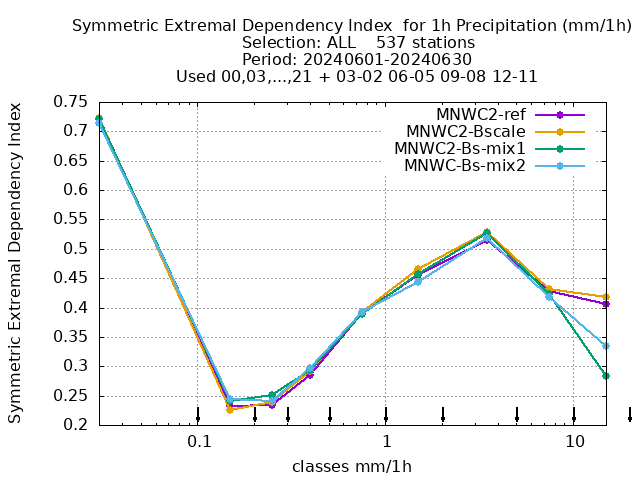 Symmetric Extremal Dependency Index  for 1h Precipitation (mm/1h)
Selection: ALL    537 stations
Period: 20240601-20240630
Used 00,03,...,21 + 03-02 06-05 09-08 12-11
Symmetric Extremal Dependency Index
0.75
0.7
0.65
0.6
0.55
0.5
0.45
0.4
0.35
0.3
0.25
0.2
MNWC2-ref
MNWC2-Bscale
MNWC2-Bs-mix1
MNWC-Bs-mix2
0.1 1 10
classes mm/1h